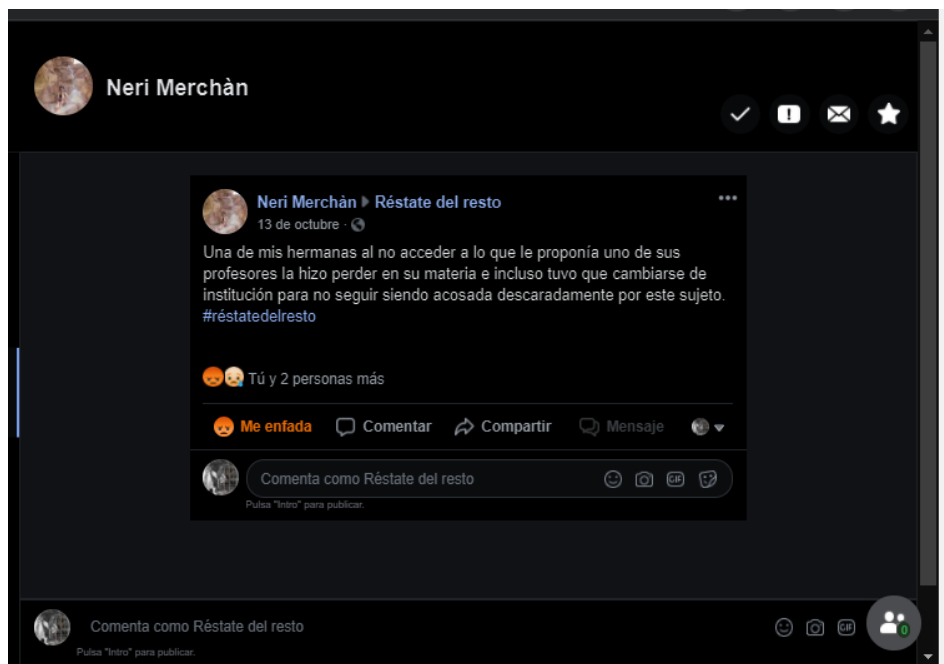 Neri Merchàn
Neri Merchàn Réstate del resto
13 de octubre ·
Una de mis hermanas al no acceder a lo que le proponía uno de sus
profesores la hizo perder en su materia e incluso tuvo que cambiarse de
institución para no seguir siendo acosada descaradamente por este sujeto.
#réstatedelresto
Tú y 2 personas más
Me enfada Comentar Compartir Mensaje
Comenta como Réstate del resto GIF
Pulsa "Intro" para publicar.
Comenta como Réstate del resto GIF 0
Pulsa "Intro" para publicar.